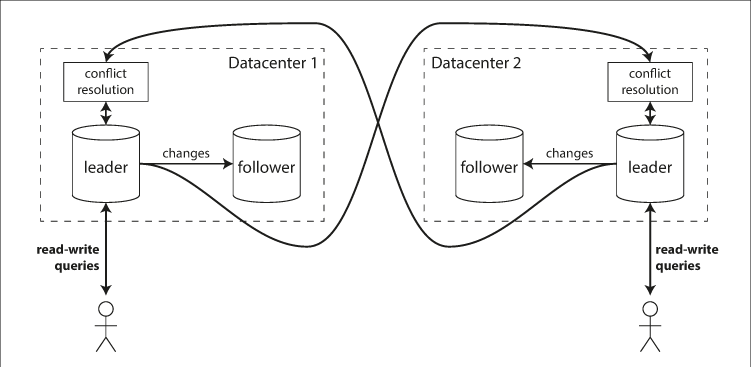 Datacenter 1
conflict
resolution
leader
changes
follower
read-write
queries
Datacenter 2
conflict
resolution
follower
changes
leader
read-write
queries